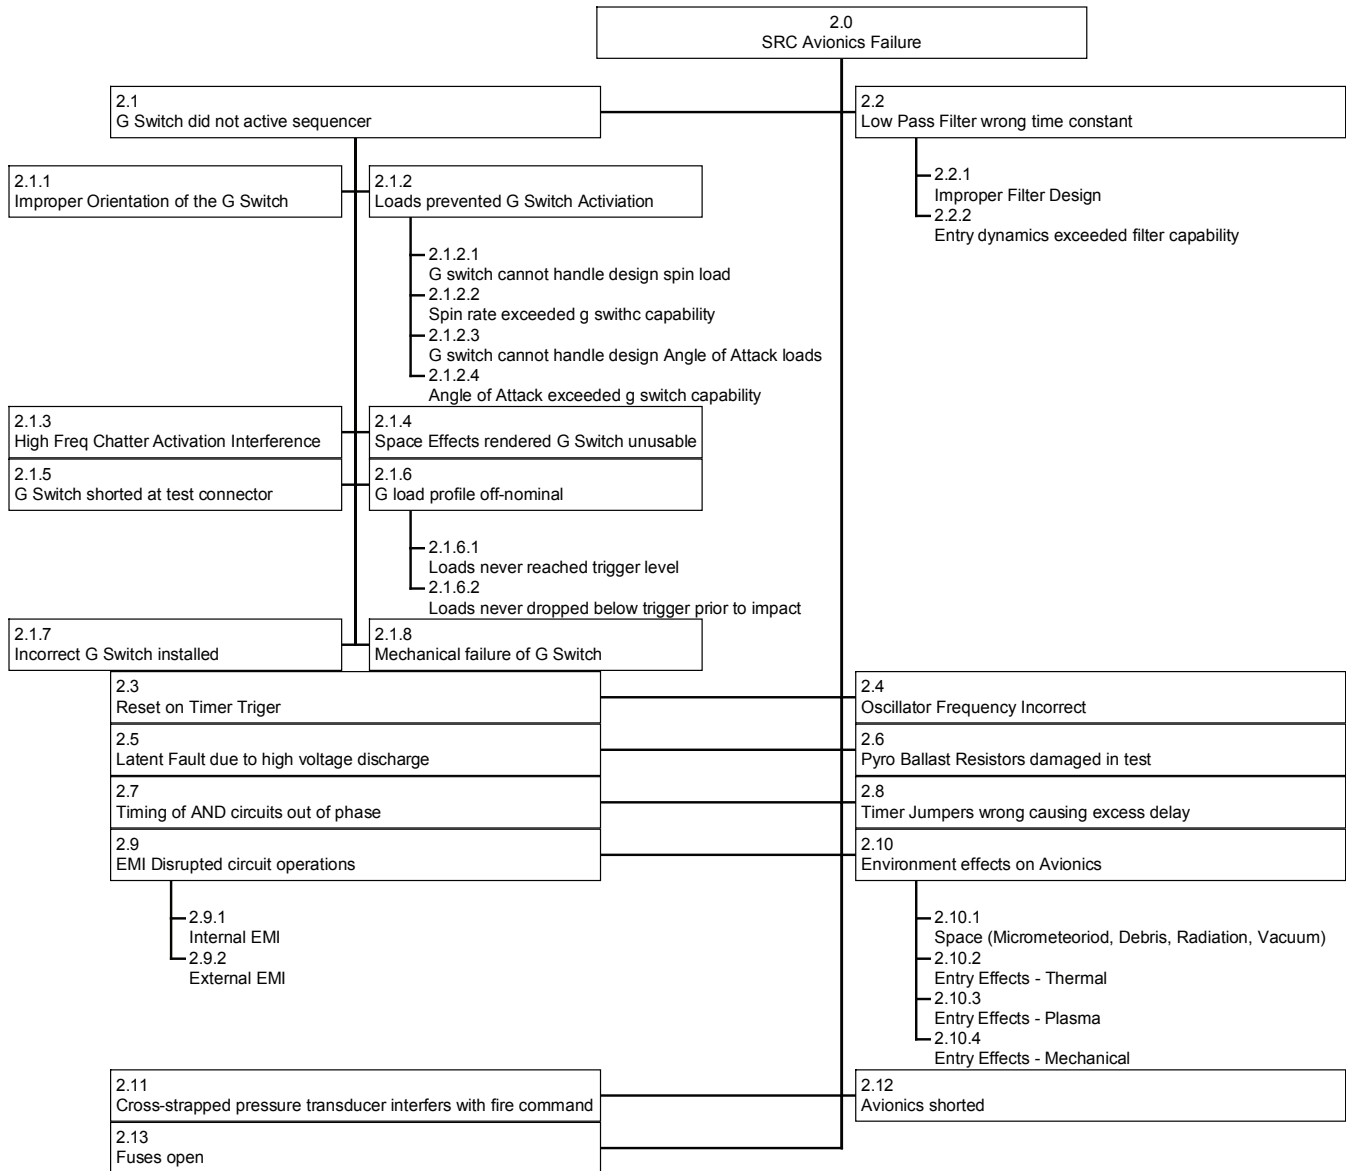 2.0
SRC Avionics Failure
2.1
G Switch did not active sequencer
2.2
Low Pass Filter wrong time constant
2.2.1
Improper Filter Design
2.2.2
Entry dynamics exceeded filter capability
2.1.1
Improper Orientation of the G Switch
2.1.2
Loads prevented G Switch Activiation
2.1.2.1
G switch cannot handle design spin load
2.1.2.2
Spin rate exceeded g swithc capability
2.1.2.3
G switch cannot handle design Angle of Attack loads
2.1.2.4
Angle of Attack exceeded g switch capability
2.1.3
High Freq Chatter Activation Interference
2.1.4
Space Effects rendered G Switch unusable
2.1.5
G Switch shorted at test connector
2.1.6
G load profile off-nominal
2.1.6.1
Loads never reached trigger level
2.1.6.2
Loads never dropped below trigger prior to impact
2.1.7
Incorrect G Switch installed
2.1.8
Mechanical failure of G Switch
2.3
Reset on Timer Triger
2.4
Oscillator Frequency Incorrect
2.5
Latent Fault due to high voltage discharge
2.6
Pyro Ballast Resistors damaged in test
2.7
Timing of AND circuits out of phase
2.8
Timer Jumpers wrong causing excess delay
2.9
EMI Disrupted circuit operations
2.9.1
Internal EMI
2.9.2
External EMI
2.10
Environment effects on Avionics
2.10.1
Space (Micrometeoriod, Debris, Radiation, Vacuum)
2.10.2
Entry Effects - Thermal
2.10.3
Entry Effects - Plasma
2.10.4
Entry Effects - Mechanical
2.11
Cross-strapped pressure transducer interfers with fire command
2.12
Avionics shorted
2.13
Fuses open